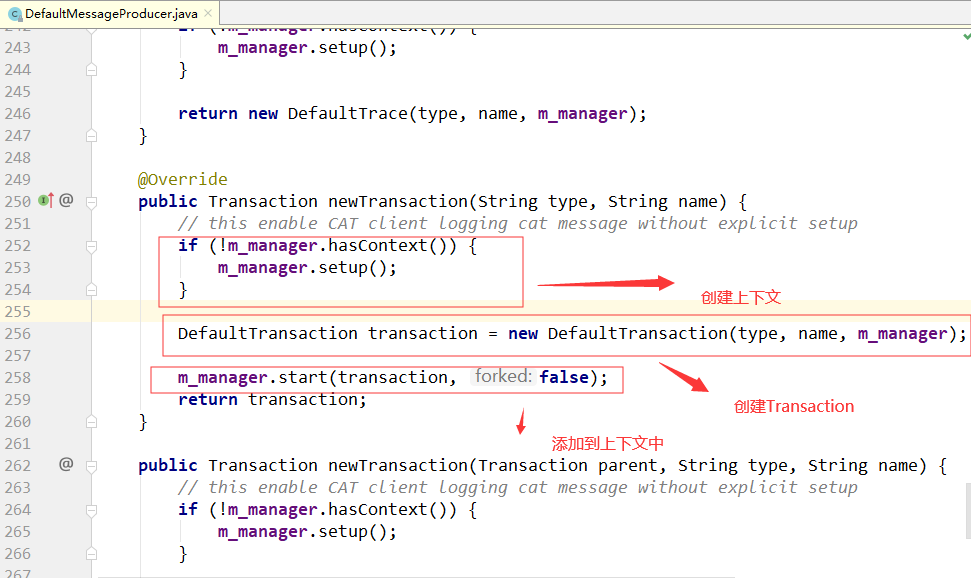 DefaultMessageProducer.java
242 if (!m_manager.hasContext()) {
243 m_manager.setup();
244 }
245
246 return new DefaultTrace(type, name, m_manager);
247 }
248
249 @Override
250 public Transaction newTransaction(String type, String name) {
251 // this enable CAT client logging cat message without explicit setup
252 if (!m_manager.hasContext()) {
253 m_manager.setup();
254 }
创建上下文
255
256 DefaultTransaction transaction = new DefaultTransaction(type, name, m_manager);
257
258 m_manager.start(transaction, forked: false);
259 return transaction;
创建Transaction
260 }
261
添加到上下文中
262 public Transaction newTransaction(Transaction parent, String type, String name) {
263 // this enable CAT client logging cat message without explicit setup
264 if (!m_manager.hasContext()) {
265 m_manager.setup();
266 }
267